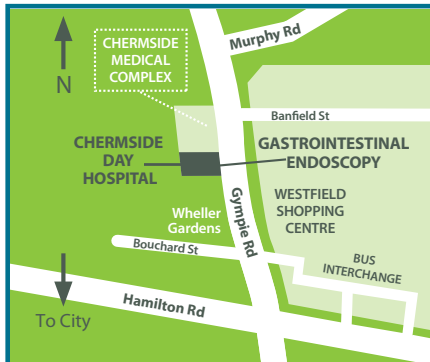 Murphy Rd
CHERMSIDE
MEDICAL
COMPLEX
N
Banfield St
CHERMSIDE
DAY
HOSPITAL
GASTROINTESTINAL
ENDOSCOPY
Gympie Rd
WESTFIELD
SHOPPING
CENTRE
Wheller
Gardens
Bouchard St
BUS
INTERCHANGE
Hamilton Rd
To City